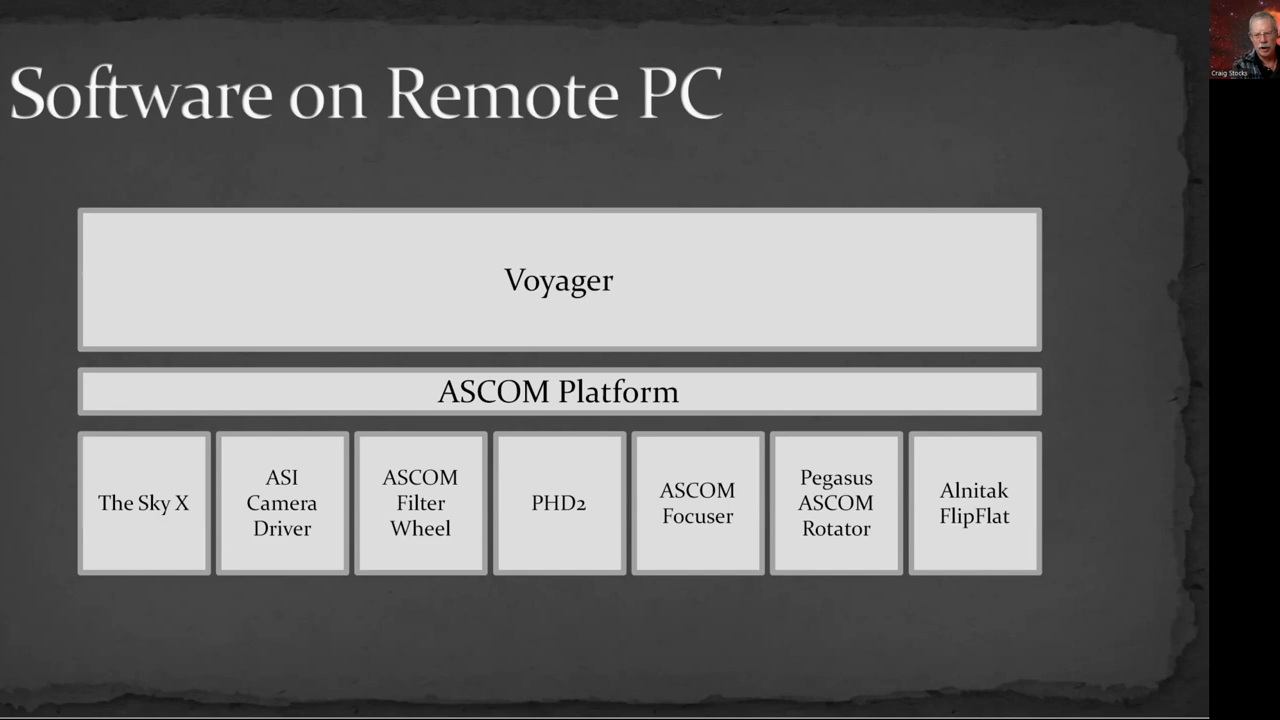 Software on Remote PC
Craig Stocks
Voyager
ASCOM Platform
The Sky X
ASI
Camera
Driver
ASCOM
Filter
Wheel
PHD2
ASCOM
Focuser
Pegasus
ASCOM
Rotator
Alnitak
FlipFlat